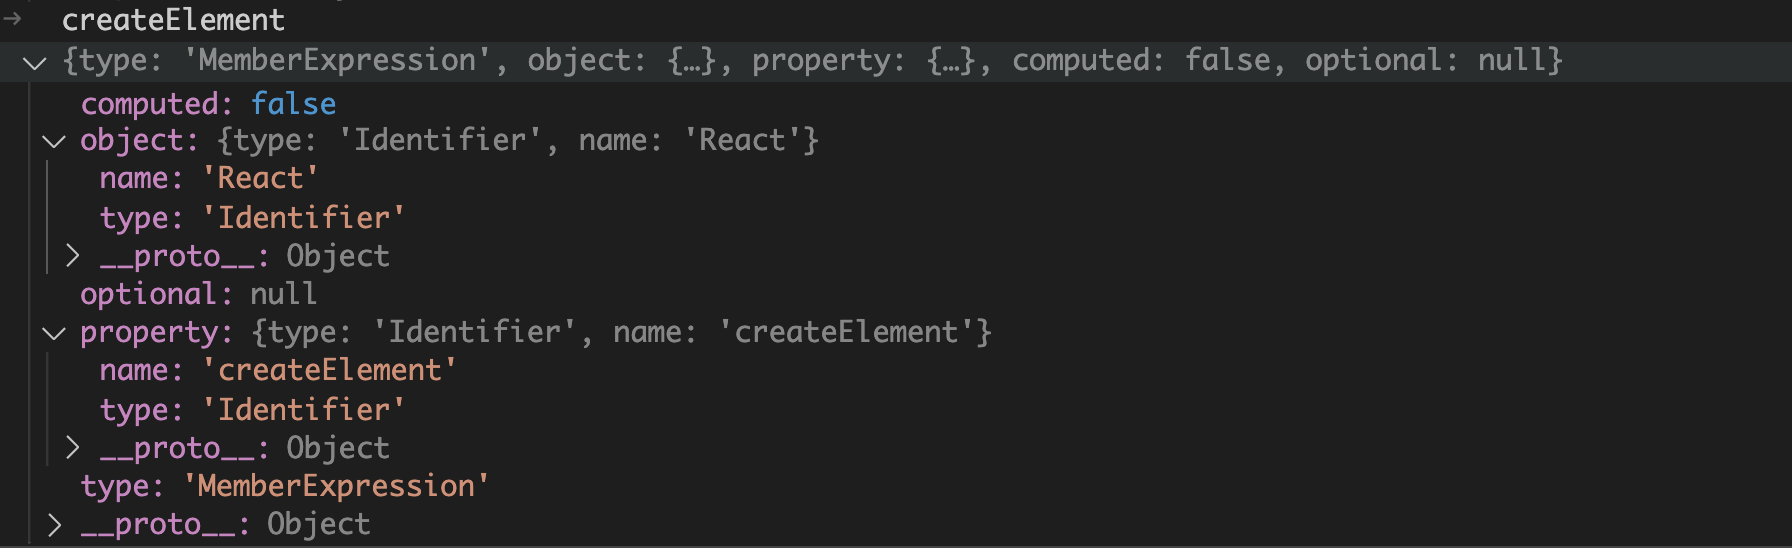 createElement
{type: 'MemberExpression', object: {…}, property: {…}, computed: false, optional: null}
computed: false
object: {type: 'Identifier', name: 'React'}
name: 'React'
type: 'Identifier'
__proto__: Object
optional: null
property: {type: 'Identifier', name: 'createElement'}
name: 'createElement'
type: 'Identifier'
__proto__: Object
type: 'MemberExpression'
__proto__: Object